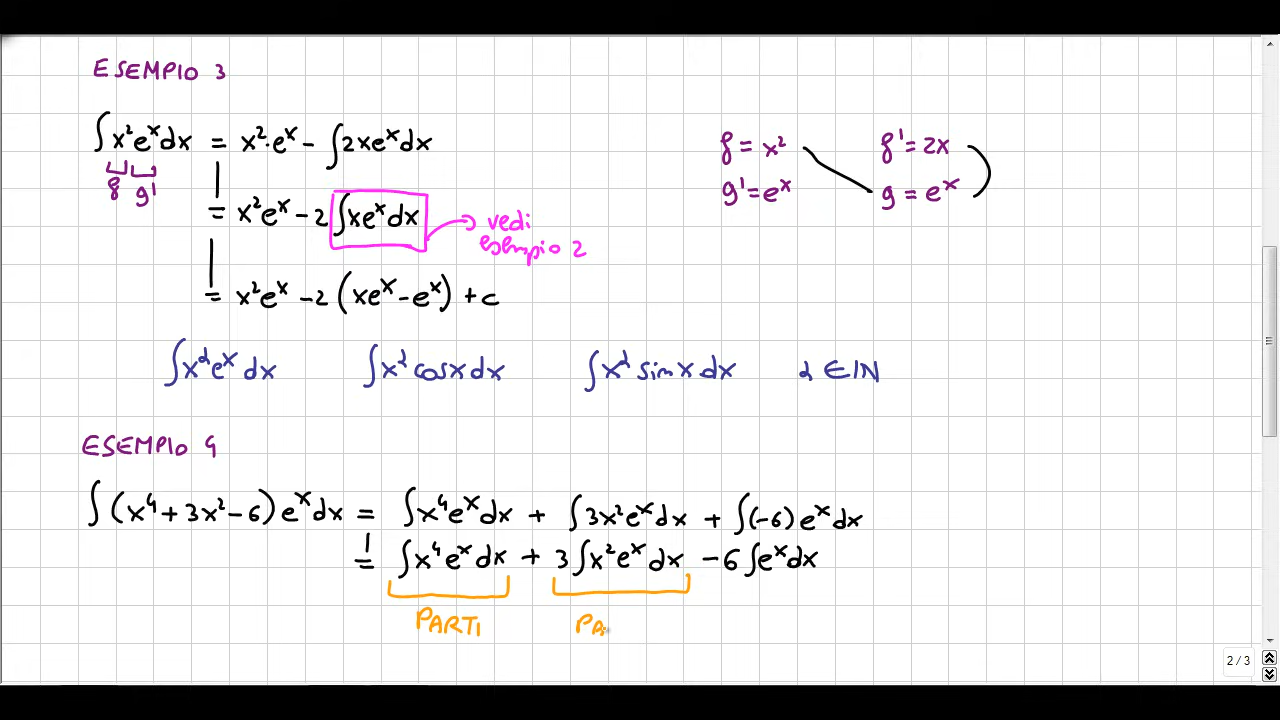 ESEMPIO 3
∫x²eˣdx = x²·eˣ - ∫2xeˣdx
f g'
f = x² f' = 2x
g' = eˣ g = eˣ
= x²eˣ - 2 ∫xeˣdx → vedi esempio 2
= x²eˣ - 2 (xeˣ - eˣ) + c
∫x^α eˣ dx ∫x^α cosx dx ∫x^α sinx dx α ∈ ℕ
ESEMPIO 4
∫(x⁴ + 3x² - 6) eˣdx = ∫x⁴eˣdx + ∫3x²eˣdx + ∫(-6) eˣdx
= ∫x⁴eˣdx + 3∫x²eˣdx - 6∫eˣdx
PARTI PA
2 / 3